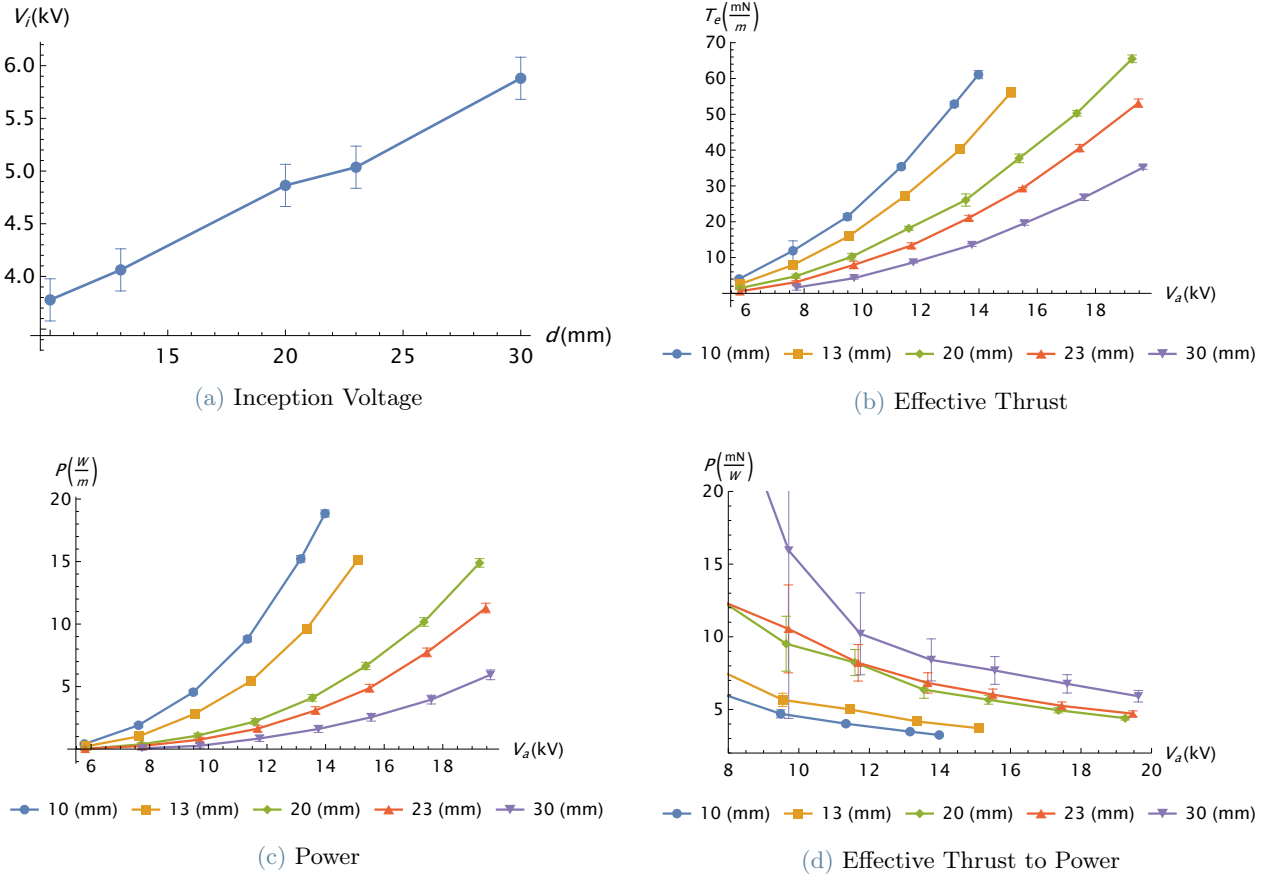 V_i(kV)
6.0
5.5
5.0
4.5
4.0
15 20 25 30
d(mm)
(a) Inception Voltage
T_e(mN/m)
70
60
50
40
30
20
10
6 8 10 12 14 16 18
V_a(kV)
10 (mm) 13 (mm) 20 (mm) 23 (mm) 30 (mm)
(b) Effective Thrust
P(W/m)
20
15
10
5
6 8 10 12 14 16 18
V_a(kV)
10 (mm) 13 (mm) 20 (mm) 23 (mm) 30 (mm)
(c) Power
P(mN/W)
20
15
10
5
8 10 12 14 16 18 20
V_a(kV)
10 (mm) 13 (mm) 20 (mm) 23 (mm) 30 (mm)
(d) Effective Thrust to Power